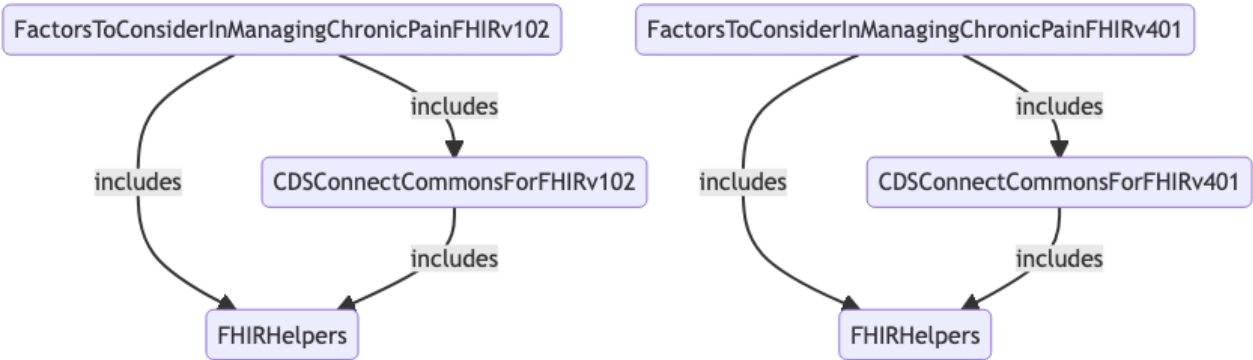 FactorsToConsiderInManagingChronicPainFHIRv102
FactorsToConsiderInManagingChronicPainFHIRv401
includes
includes
includes
CDSConnectCommonsForFHIRv102
includes
CDSConnectCommonsForFHIRv401
includes
includes
FHIRHelpers
FHIRHelpers